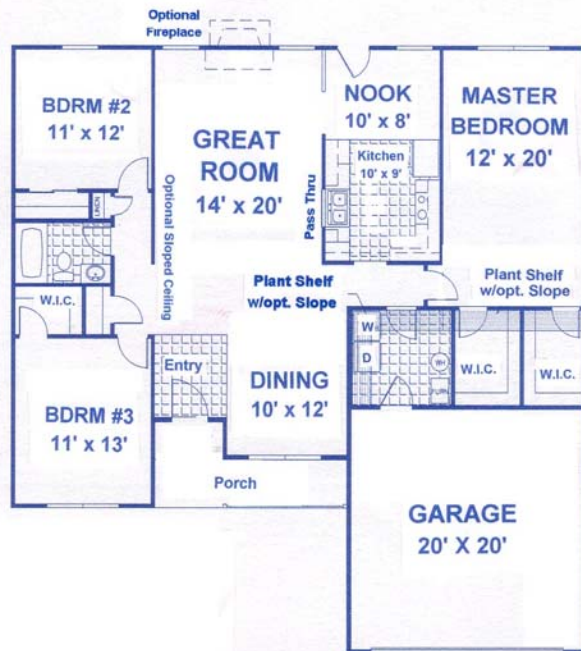 Optional
Fireplace
BDRM #2
11' x 12'
GREAT
ROOM
14' x 20'
NOOK
10' x 8'
MASTER
BEDROOM
12' x 20'
Kitchen
10' x 9'
LINEN
Optional Sloped Ceiling
Pass Thru
Plant Shelf
w/opt. Slope
Plant Shelf
w/opt. Slope
W.I.C.
W
D
WH
W.I.C.
W.I.C.
Entry
DINING
10' x 12'
BDRM #3
11' x 13'
Porch
GARAGE
20' X 20'